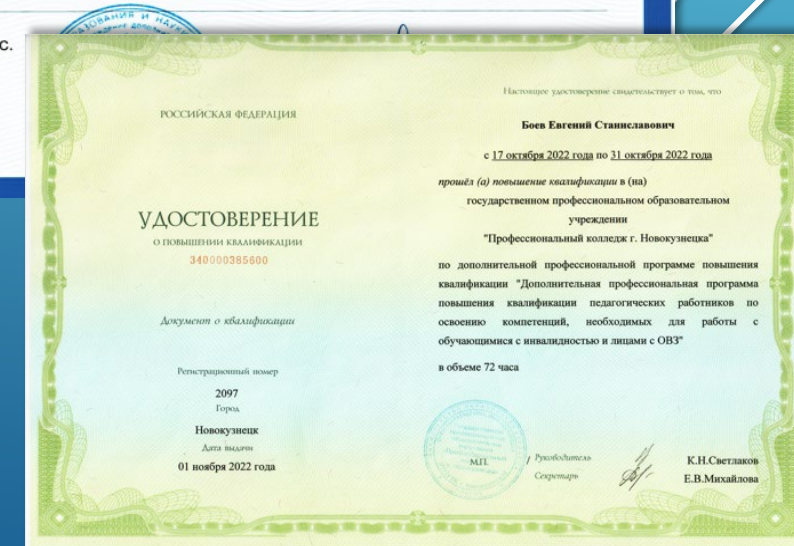 с.
РОССИЙСКАЯ ФЕДЕРАЦИЯ
УДОСТОВЕРЕНИЕ
О ПОВЫШЕНИИ КВАЛИФИКАЦИИ
340000385600
Документ о квалификации
Регистрационный номер
2097
Город
Новокузнецк
Дата выдачи
01 ноября 2022 года
Настоящее удостоверение свидетельствует о том, что
Боев Евгений Станиславович
с 17 октября 2022 года по 31 октября 2022 года
прошёл (а) повышение квалификации в (на)
государственном профессиональном образовательном
учреждении
"Профессиональный колледж г. Новокузнецка"
по дополнительной профессиональной программе повышения
квалификации "Дополнительная профессиональная программа
повышения квалификации педагогических работников по
освоению компетенций, необходимых для работы с
обучающимися с инвалидностью и лицами с ОВЗ"
в объеме 72 часа
М.П.
Руководитель
К.Н.Светлаков
Секретарь
Е.В.Михайлова